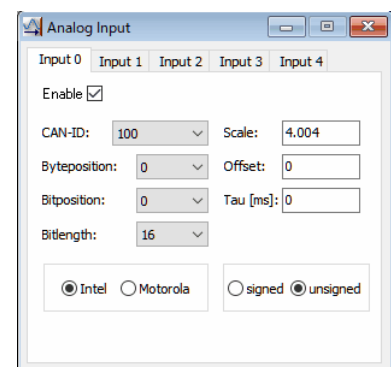 Analog Input
Input 0 Input 1 Input 2 Input 3 Input 4
Enable
CAN-ID: 100 Scale: 4.004
Byteposition: 0 Offset: 0
Bitposition: 0 Tau [ms]: 0
Bitlength: 16
Intel Motorola signed unsigned